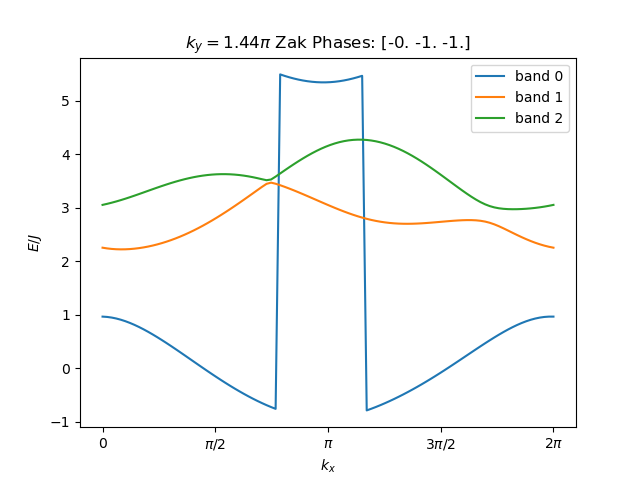 k_y = 1.44π Zak Phases: [-0. -1. -1.]
band 0
band 1
band 2
E/J
5
4
3
2
1
0
−1
0 π/2 π 3π/2 2π
k_x